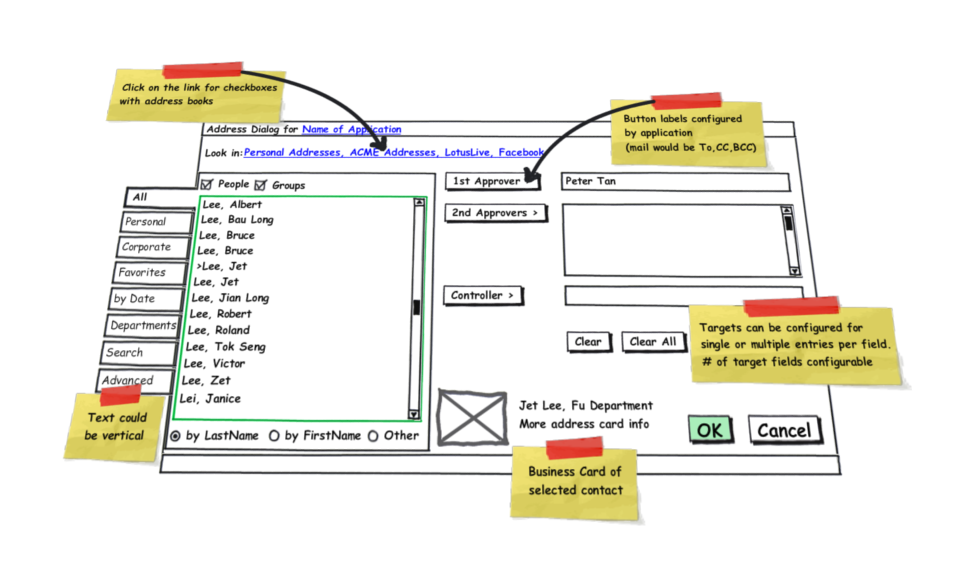 Click on the link for checkboxes
with address books
Button labels configured
by application
(mail would be To,CC,BCC)
Address Dialog for Name of Application
Look in: Personal Addresses, ACME Addresses, LotusLive, Facebook
People Groups
All
Personal
Corporate
Favorites
by Date
Departments
Search
Advanced
Lee, Albert
Lee, Bau Long
Lee, Bruce
Lee, Bruce
>Lee, Jet
Lee, Jet
Lee, Jian Long
Lee, Robert
Lee, Roland
Lee, Tok Seng
Lee, Victor
Lee, Zet
Lei, Janice
by LastName by FirstName Other
1st Approver
Peter Tan
2nd Approvers >
Controller >
Clear Clear All
Targets can be configured for
single or multiple entries per field.
# of target fields configurable
Text could
be vertical
Jet Lee, Fu Department
More address card info
OK Cancel
Business Card of
selected contact